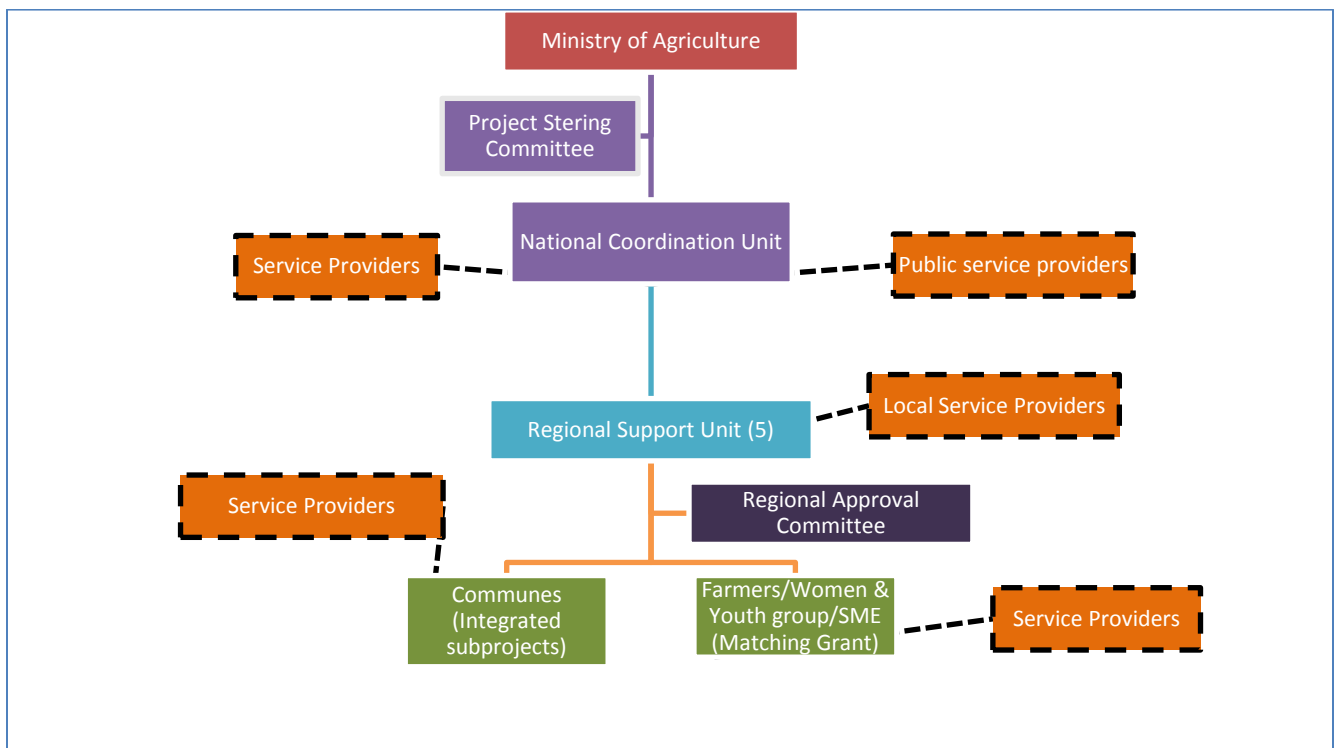 Ministry of Agriculture
Project Stering
Committee
National Coordination Unit
Service Providers
Public service providers
Local Service Providers
Regional Support Unit (5)
Service Providers
Regional Approval
Committee
Communes
(Integrated
subprojects)
Farmers/Women &
Youth group/SME
(Matching Grant)
Service Providers